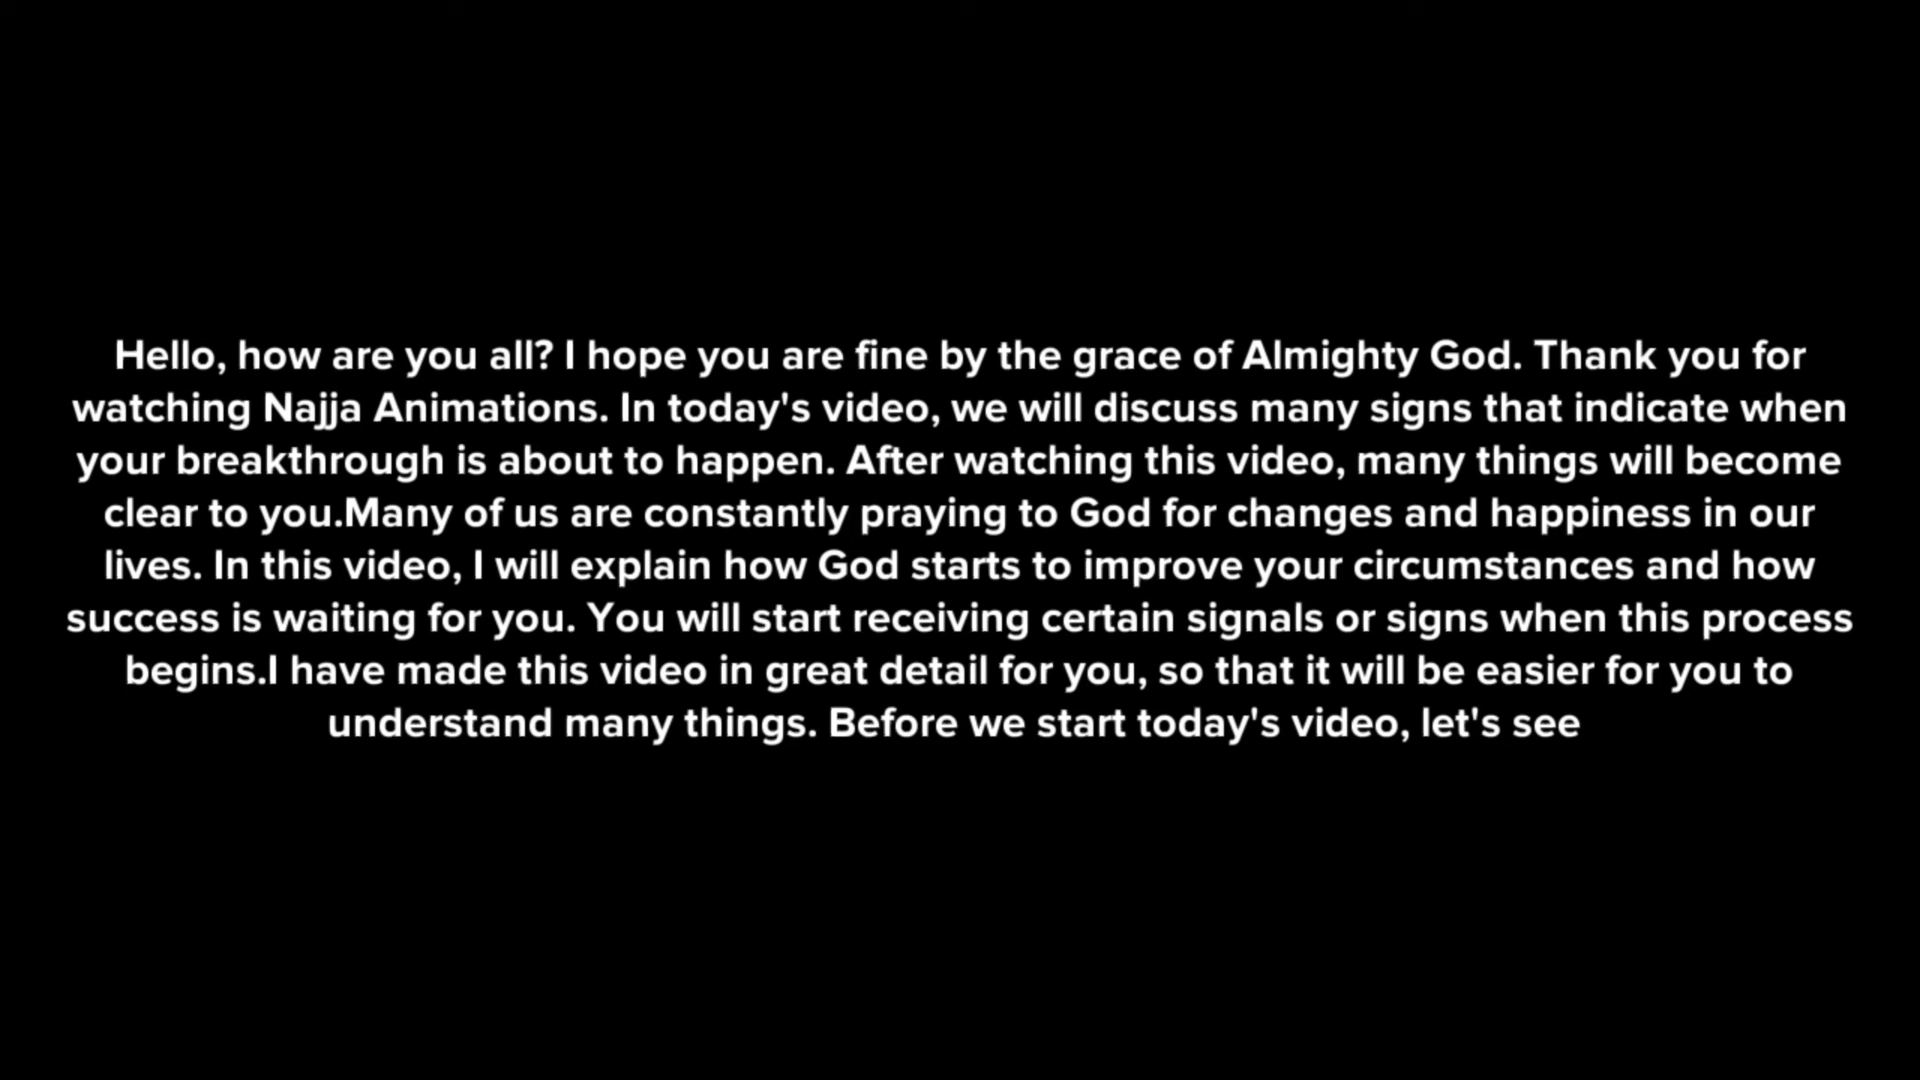 Hello, how are you all? I hope you are fine by the grace of Almighty God. Thank you for
watching Najja Animations. In today's video, we will discuss many signs that indicate when
your breakthrough is about to happen. After watching this video, many things will become
clear to you.Many of us are constantly praying to God for changes and happiness in our
lives. In this video, I will explain how God starts to improve your circumstances and how
success is waiting for you. You will start receiving certain signals or signs when this process
begins.I have made this video in great detail for you, so that it will be easier for you to
understand many things. Before we start today's video, let's see